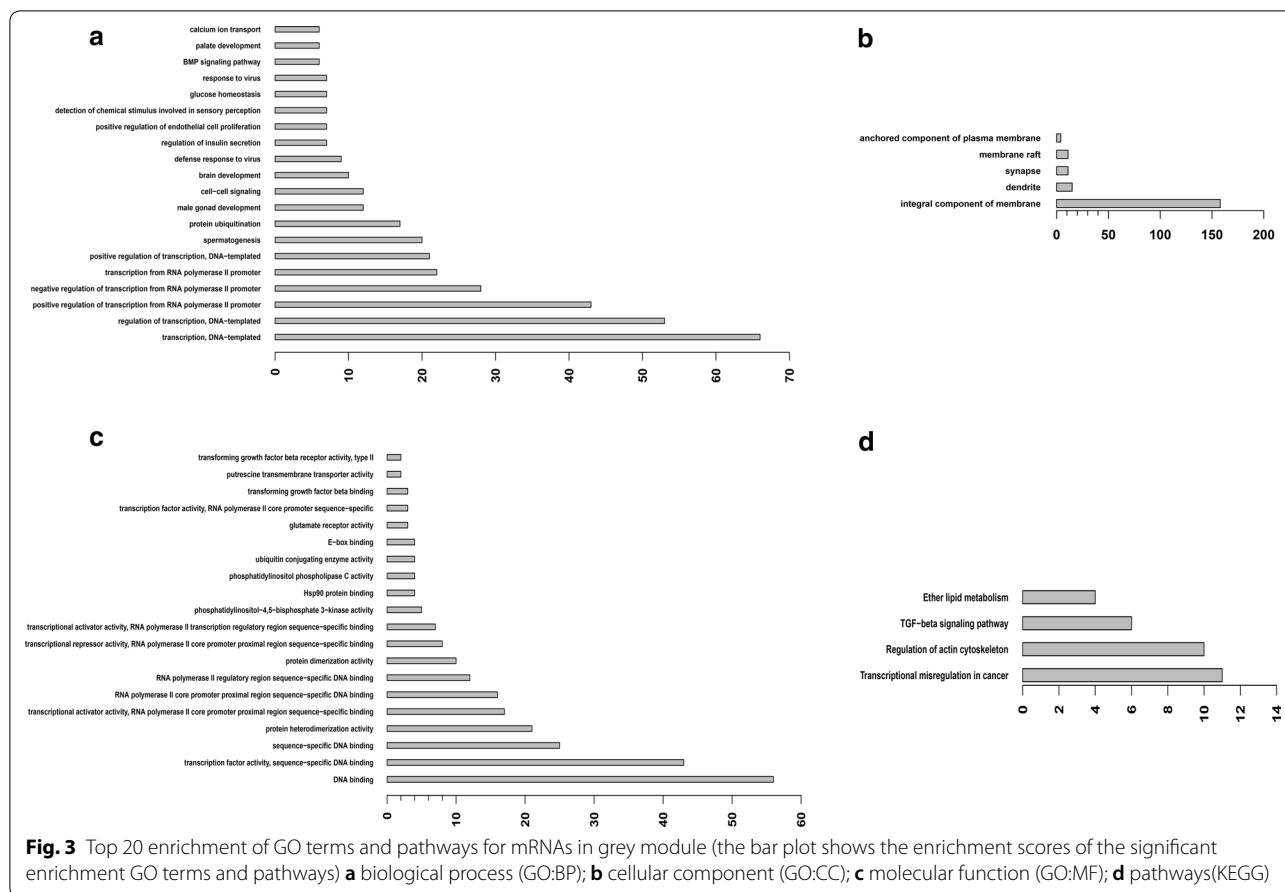 a
calcium ion transport
palate development
BMP signaling pathway
response to virus
glucose homeostasis
detection of chemical stimulus involved in sensory perception
positive regulation of endothelial cell proliferation
regulation of insulin secretion
defense response to virus
brain development
cell−cell signaling
male gonad development
protein ubiquitination
spermatogenesis
positive regulation of transcription, DNA−templated
transcription from RNA polymerase II promoter
negative regulation of transcription from RNA polymerase II promoter
positive regulation of transcription from RNA polymerase II promoter
regulation of transcription, DNA−templated
transcription, DNA−templated
0 10 20 30 40 50 60 70
b
anchored component of plasma membrane
membrane raft
synapse
dendrite
integral component of membrane
0 50 100 150 200
c
transforming growth factor beta receptor activity, type II
putrescine transmembrane transporter activity
transforming growth factor beta binding
transcription factor activity, RNA polymerase II core promoter sequence−specific
glutamate receptor activity
E−box binding
ubiquitin conjugating enzyme activity
phosphatidylinositol phospholipase C activity
Hsp90 protein binding
phosphatidylinositol−4,5−bisphosphate 3−kinase activity
transcriptional activator activity, RNA polymerase II transcription regulatory region sequence−specific binding
transcriptional repressor activity, RNA polymerase II core promoter proximal region sequence−specific binding
protein dimerization activity
RNA polymerase II regulatory region sequence−specific DNA binding
RNA polymerase II core promoter proximal region sequence−specific DNA binding
transcriptional activator activity, RNA polymerase II core promoter proximal region sequence−specific binding
protein heterodimerization activity
sequence−specific DNA binding
transcription factor activity, sequence−specific DNA binding
DNA binding
0 10 20 30 40 50 60
d
Ether lipid metabolism
TGF−beta signaling pathway
Regulation of actin cytoskeleton
Transcriptional misregulation in cancer
0 2 4 6 8 10 12 14
Fig. 3 Top 20 enrichment of GO terms and pathways for mRNAs in grey module (the bar plot shows the enrichment scores of the significant
enrichment GO terms and pathways) a biological process (GO:BP); b cellular component (GO:CC); c molecular function (GO:MF); d pathways(KEGG)